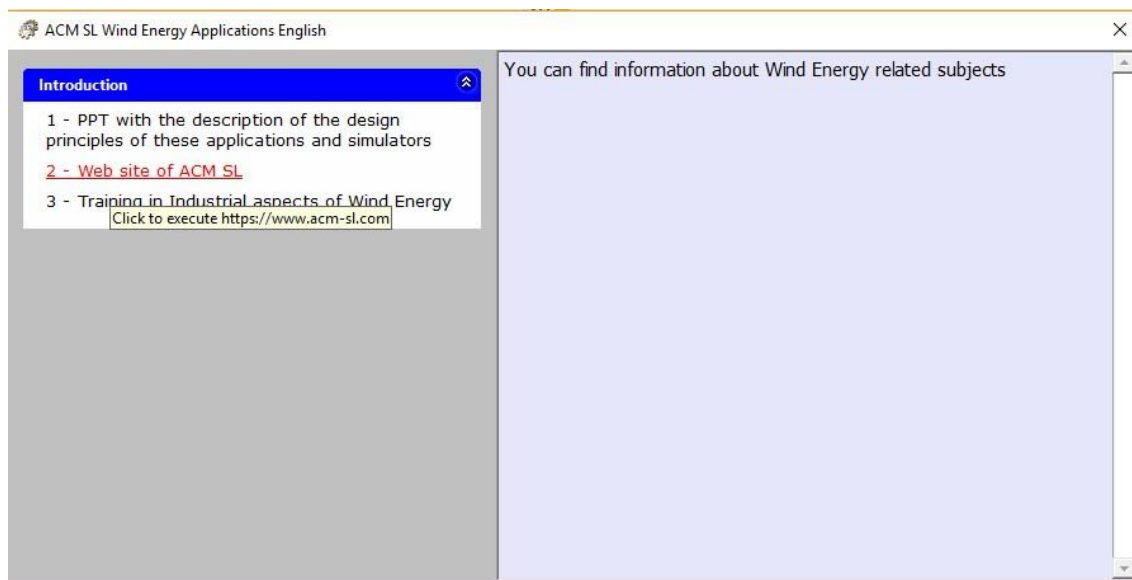 ACM SL Wind Energy Applications English
Introduction
1 - PPT with the description of the design
principles of these applications and simulators
2 - Web site of ACM SL
3 - Training in Industrial aspects of Wind Energy
Click to execute https://www.acm-sl.com
You can find information about Wind Energy related subjects